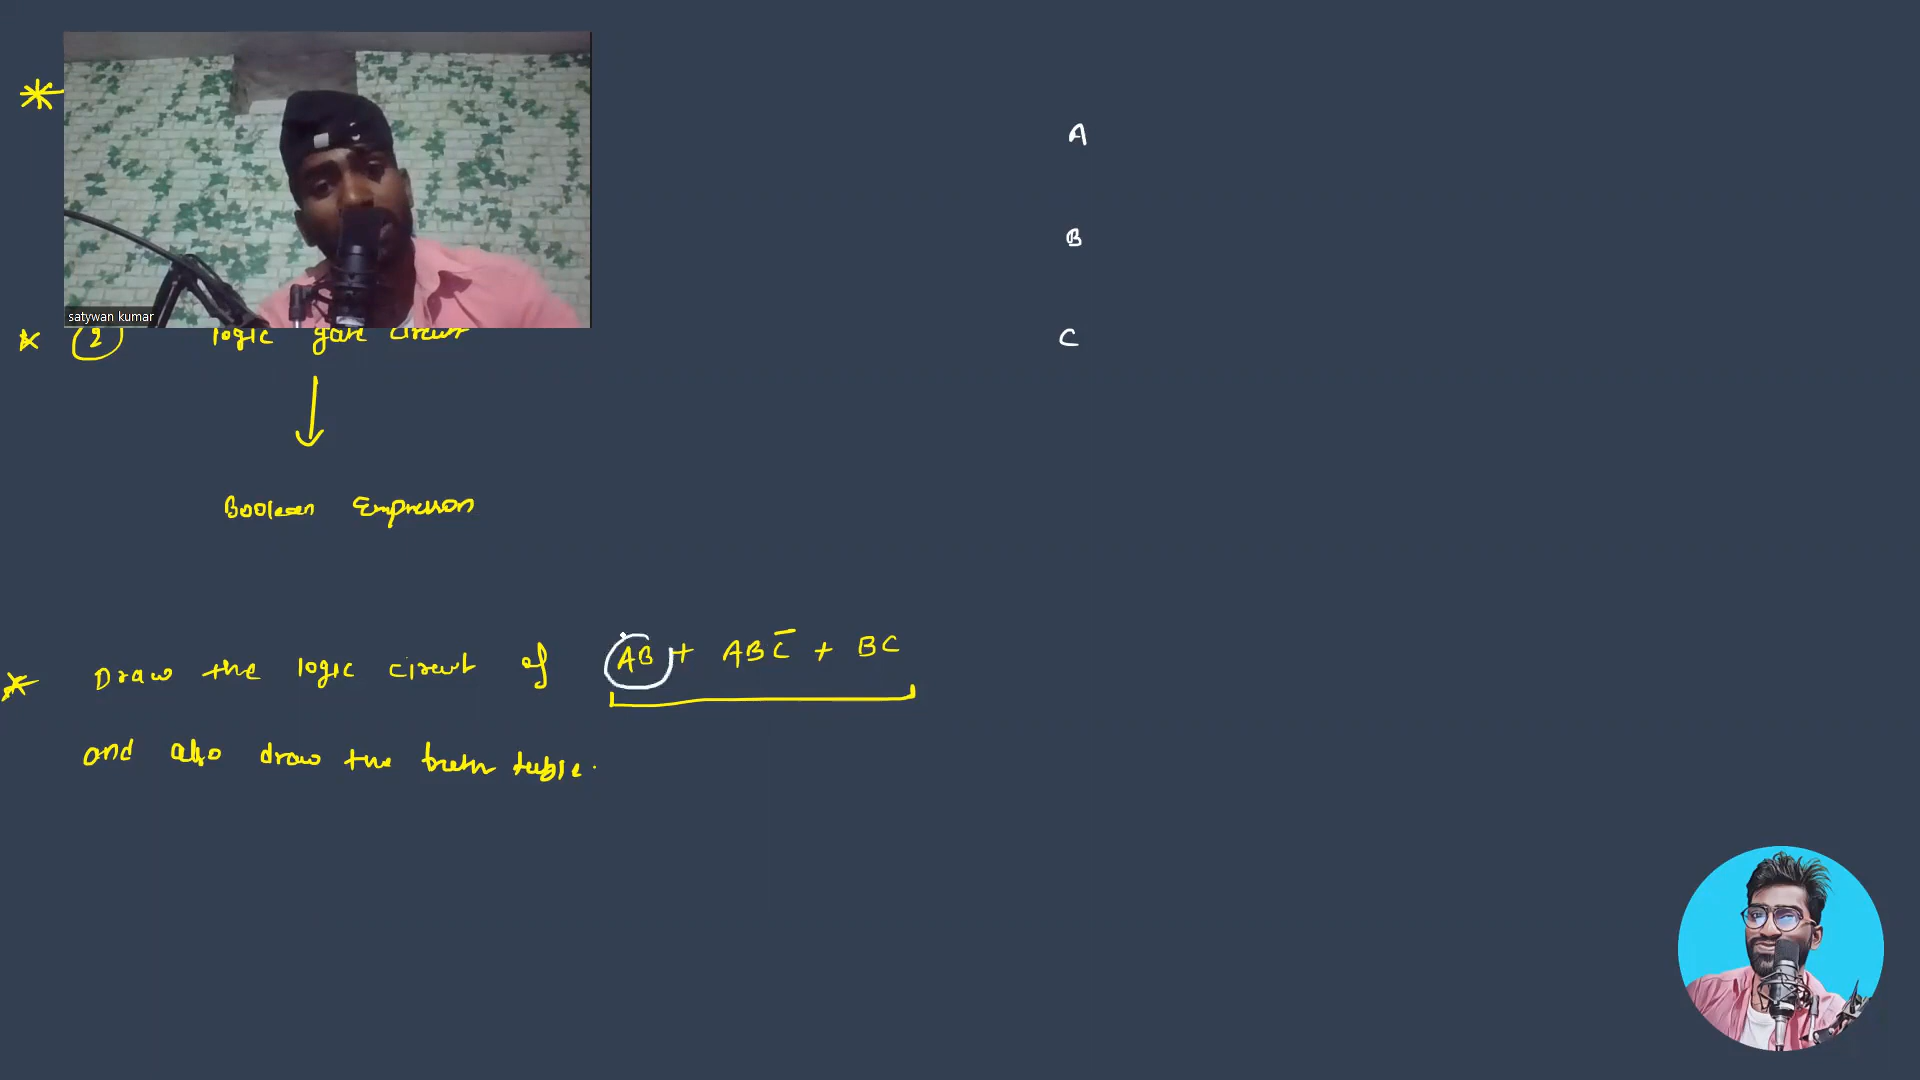 A
B
satywan kumar
C
* 2 logic gate circuit
Boolean Expression
* Draw the logic circut of AB + ABC̅ + BC
and also draw the truth table.